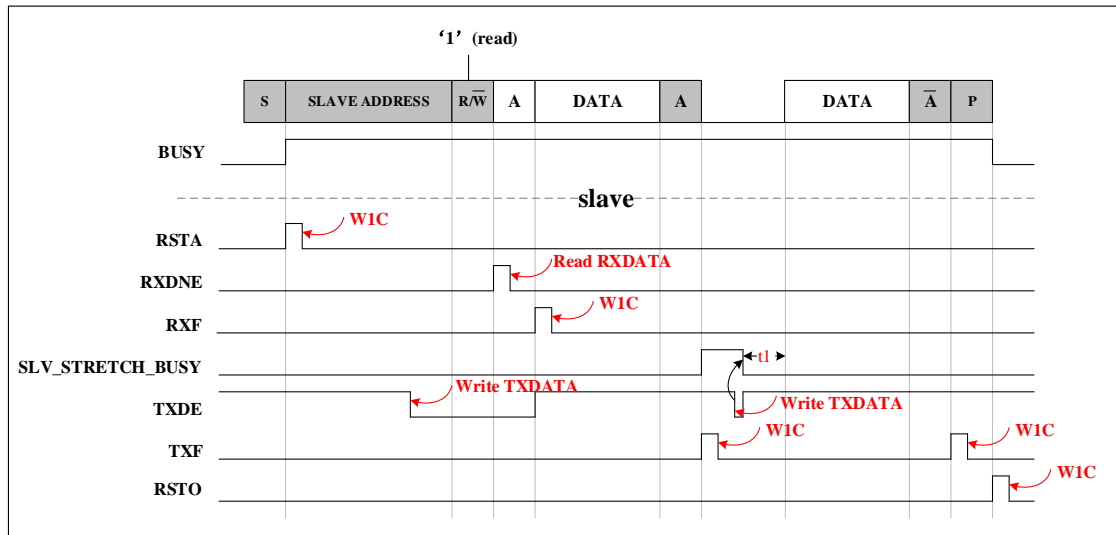 ‘1’ (read)
S SLAVE ADDRESS R/W̅ A DATA A DATA A̅ P
BUSY
slave
RSTA W1C
RXDNE Read RXDATA
RXF W1C
SLV_STRETCH_BUSY t1
TXDE Write TXDATA Write TXDATA
TXF W1C W1C
RSTO W1C